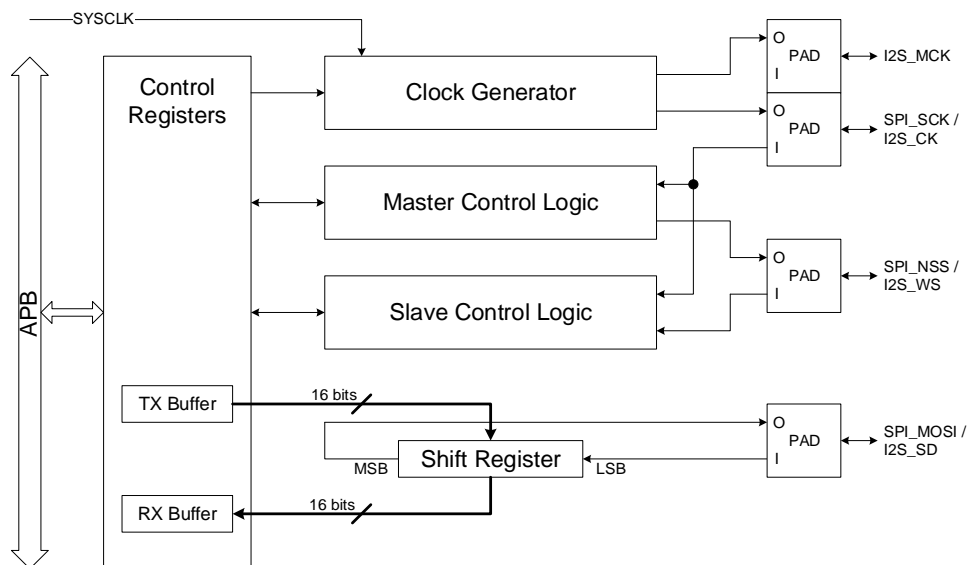 SYSCLK
O
PAD
I
I2S_MCK
Control
Registers
Clock Generator
O
PAD
I
SPI_SCK /
I2S_CK
Master Control Logic
O
PAD
I
SPI_NSS /
I2S_WS
APB
Slave Control Logic
TX Buffer
16 bits
O
PAD
I
SPI_MOSI /
I2S_SD
MSB
Shift Register
LSB
RX Buffer
16 bits